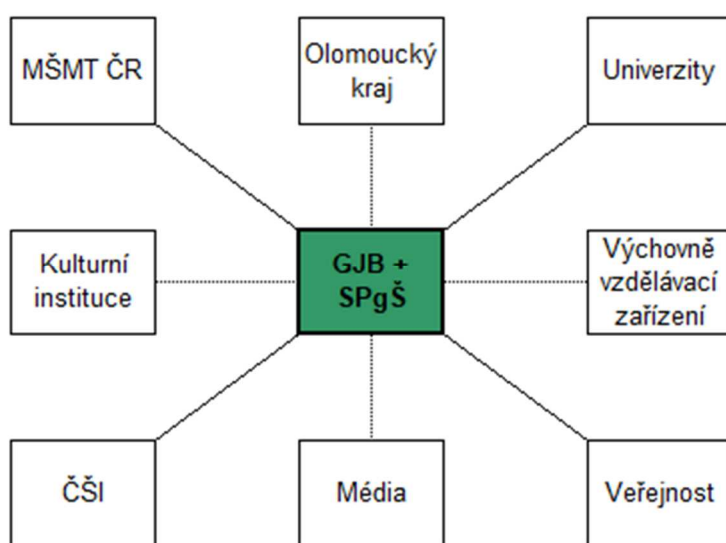 MŠMT ČR
Olomoucký
kraj
Univerzity
Kulturní
instituce
GJB +
SPgŠ
Výchovně
vzdělávací
zařízení
ČŠI
Média
Veřejnost